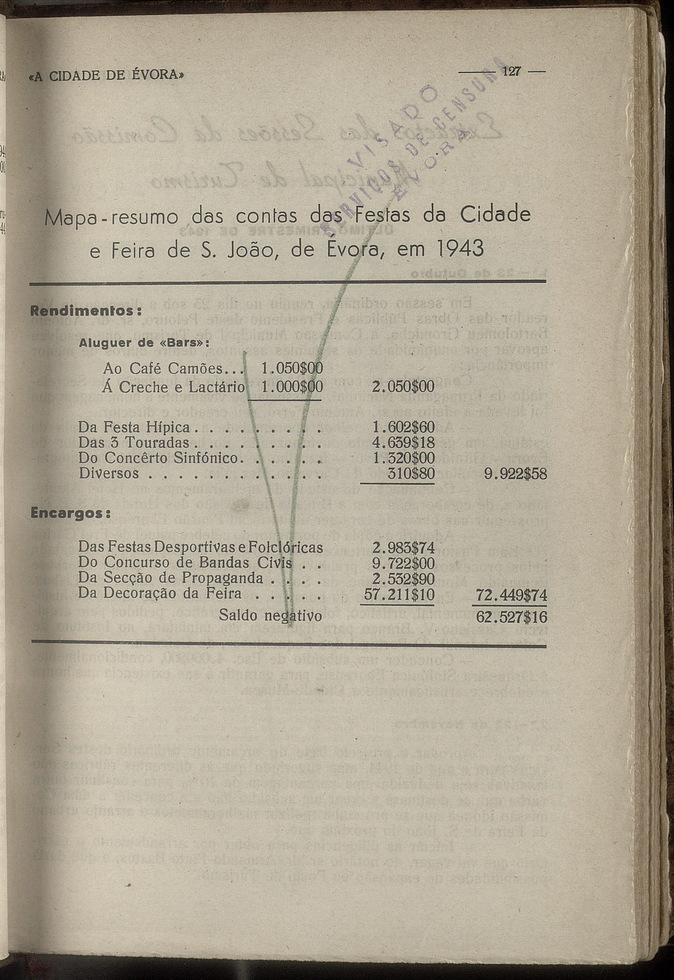 «A CIDADE DE ÉVORA» — 127 —
VISADO
SERVIÇOS DE CENSURA
ÉVORA
Mapa-resumo das contas das Festas da Cidade
e Feira de S. João, de Évora, em 1943
Rendimentos:
Aluguer de «Bars»:
Ao Café Camões... 1.050$00
Á Creche e Lactário 1.000$00 2.050$00
Da Festa Hípica . . . . . . . . . 1.602$60
Das 3 Touradas . . . . . . . . . 4.639$18
Do Concêrto Sinfónico. . . . . . 1.320$00
Diversos . . . . . . . . . . . . 310$80 9.922$58
Encargos:
Das Festas Desportivas e Folclóricas 2.983$74
Do Concurso de Bandas Civis . . 9.722$00
Da Secção de Propaganda . . . . 2.532$90
Da Decoração da Feira . . . . . 57.211$10 72.449$74
Saldo negativo 62.527$16